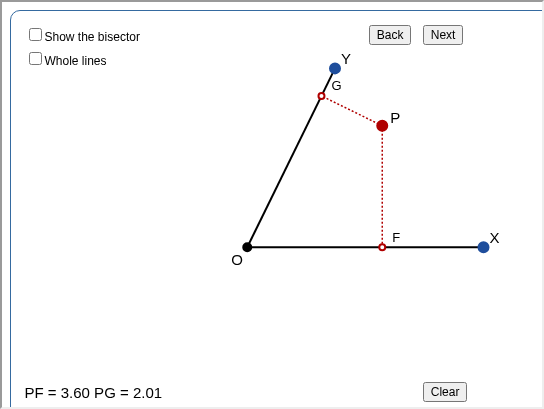 Show the bisector
Back Next
Whole lines
Y
G
P
F
X
O
PF = 3.60 PG = 2.01
Clear